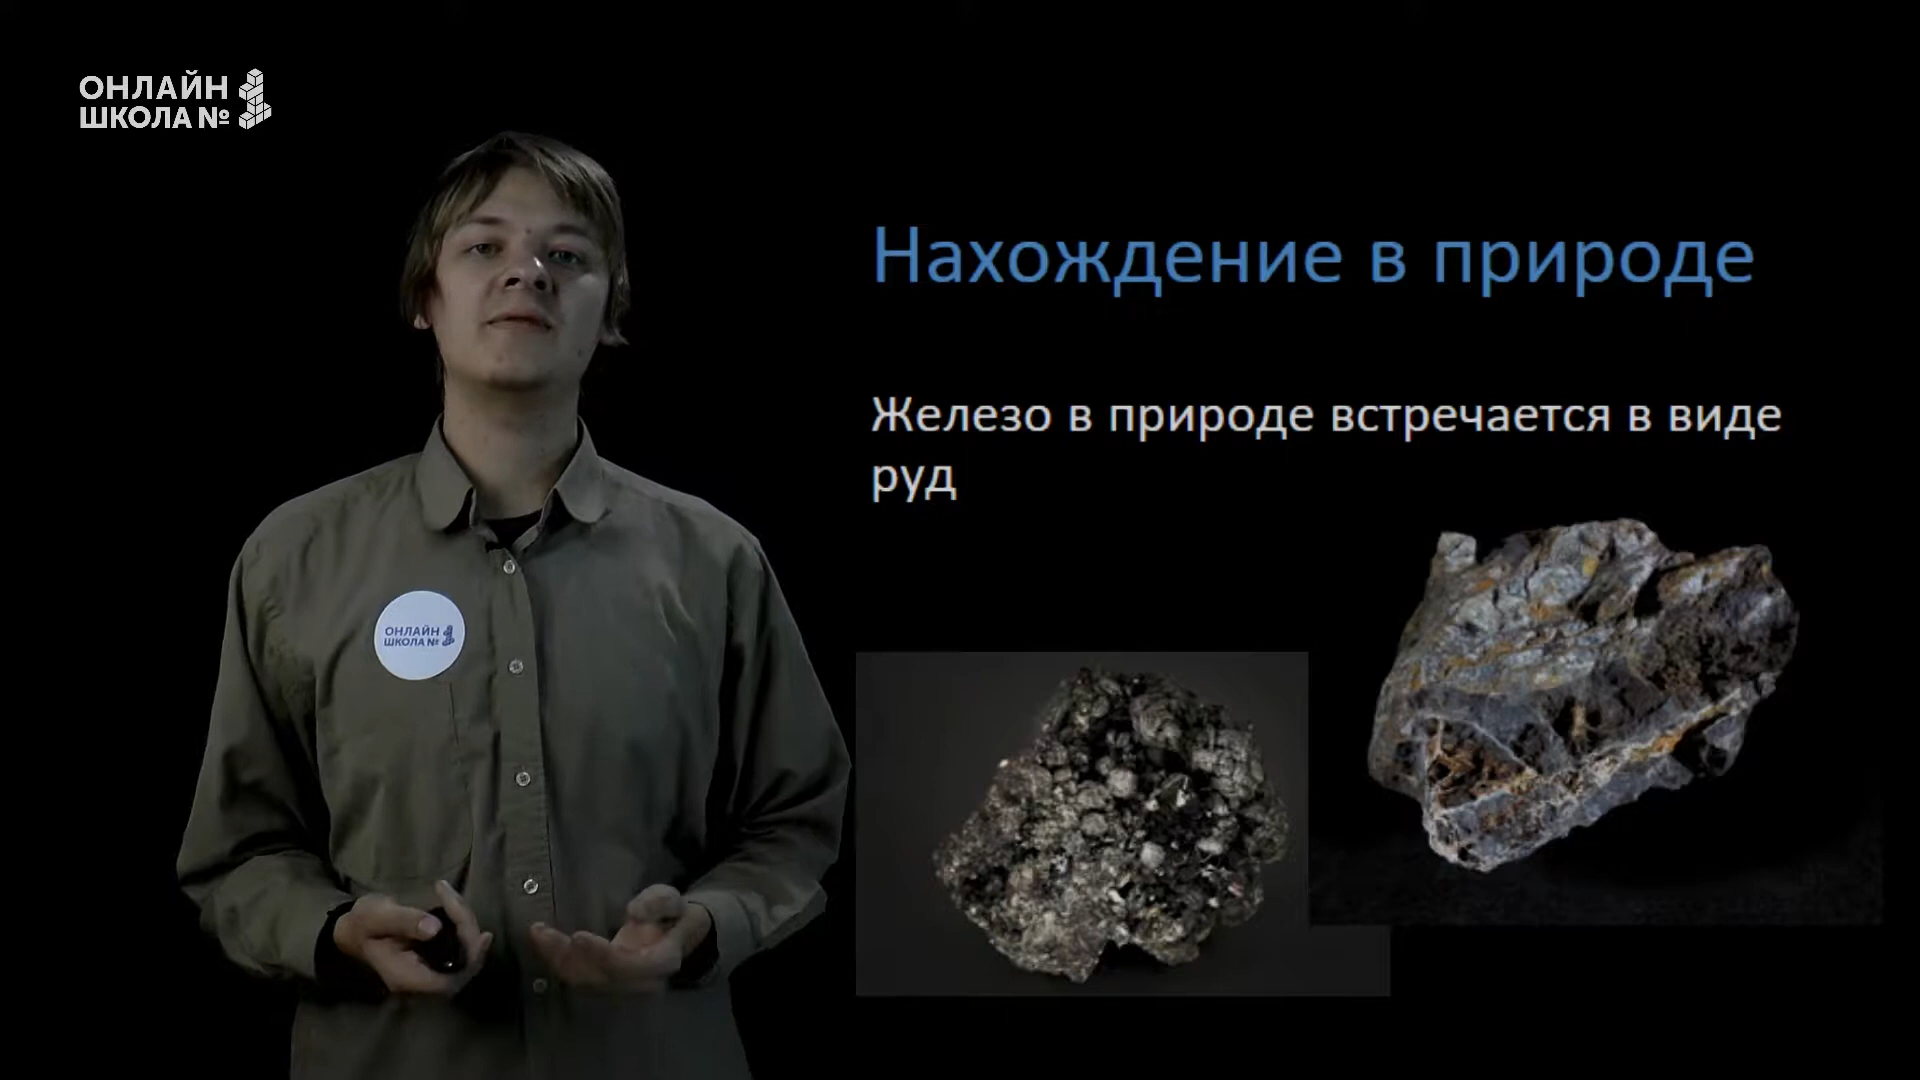 ОНЛАЙН
ШКОЛА №
Нахождение в природе
Железо в природе встречается в виде
руд
ОНЛАЙН
ШКОЛА №